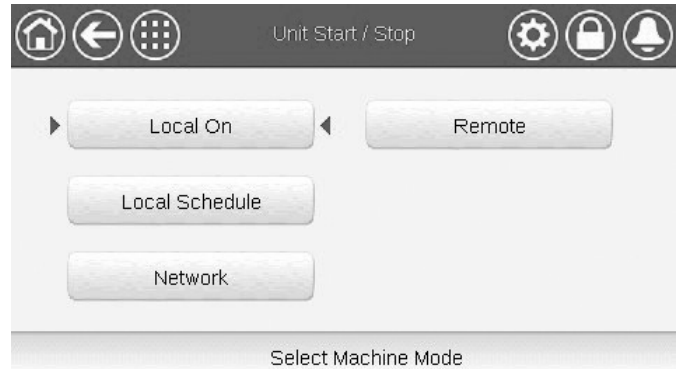 Unit Start / Stop
Local On
Remote
Local Schedule
Network
Select Machine Mode